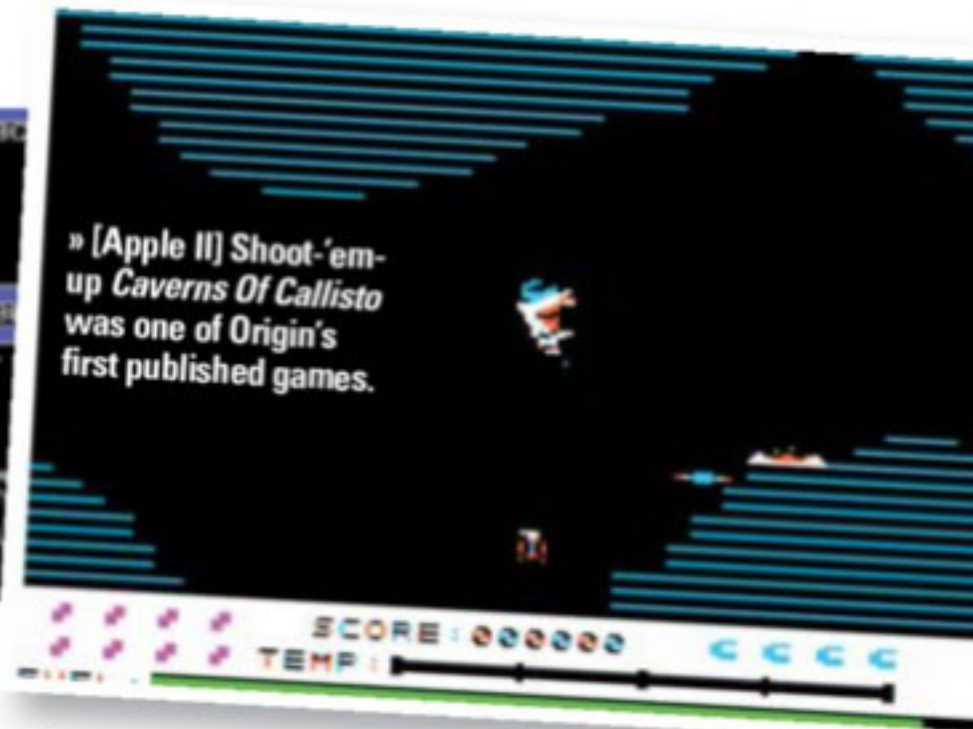 » [Apple II] Shoot-'em-
up Caverns Of Callisto
was one of Origin's
first published games.
SCORE: 000000
TEMP: